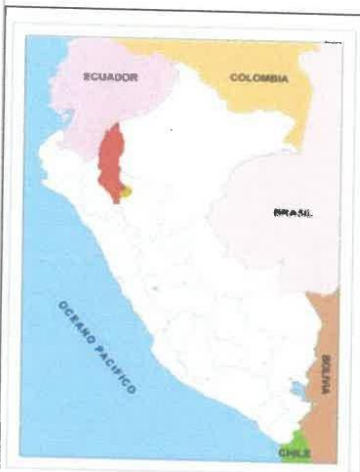 ECUADOR
COLOMBIA
BRASIL
OCEANO PACIFICO
BOLIVIA
CHILE